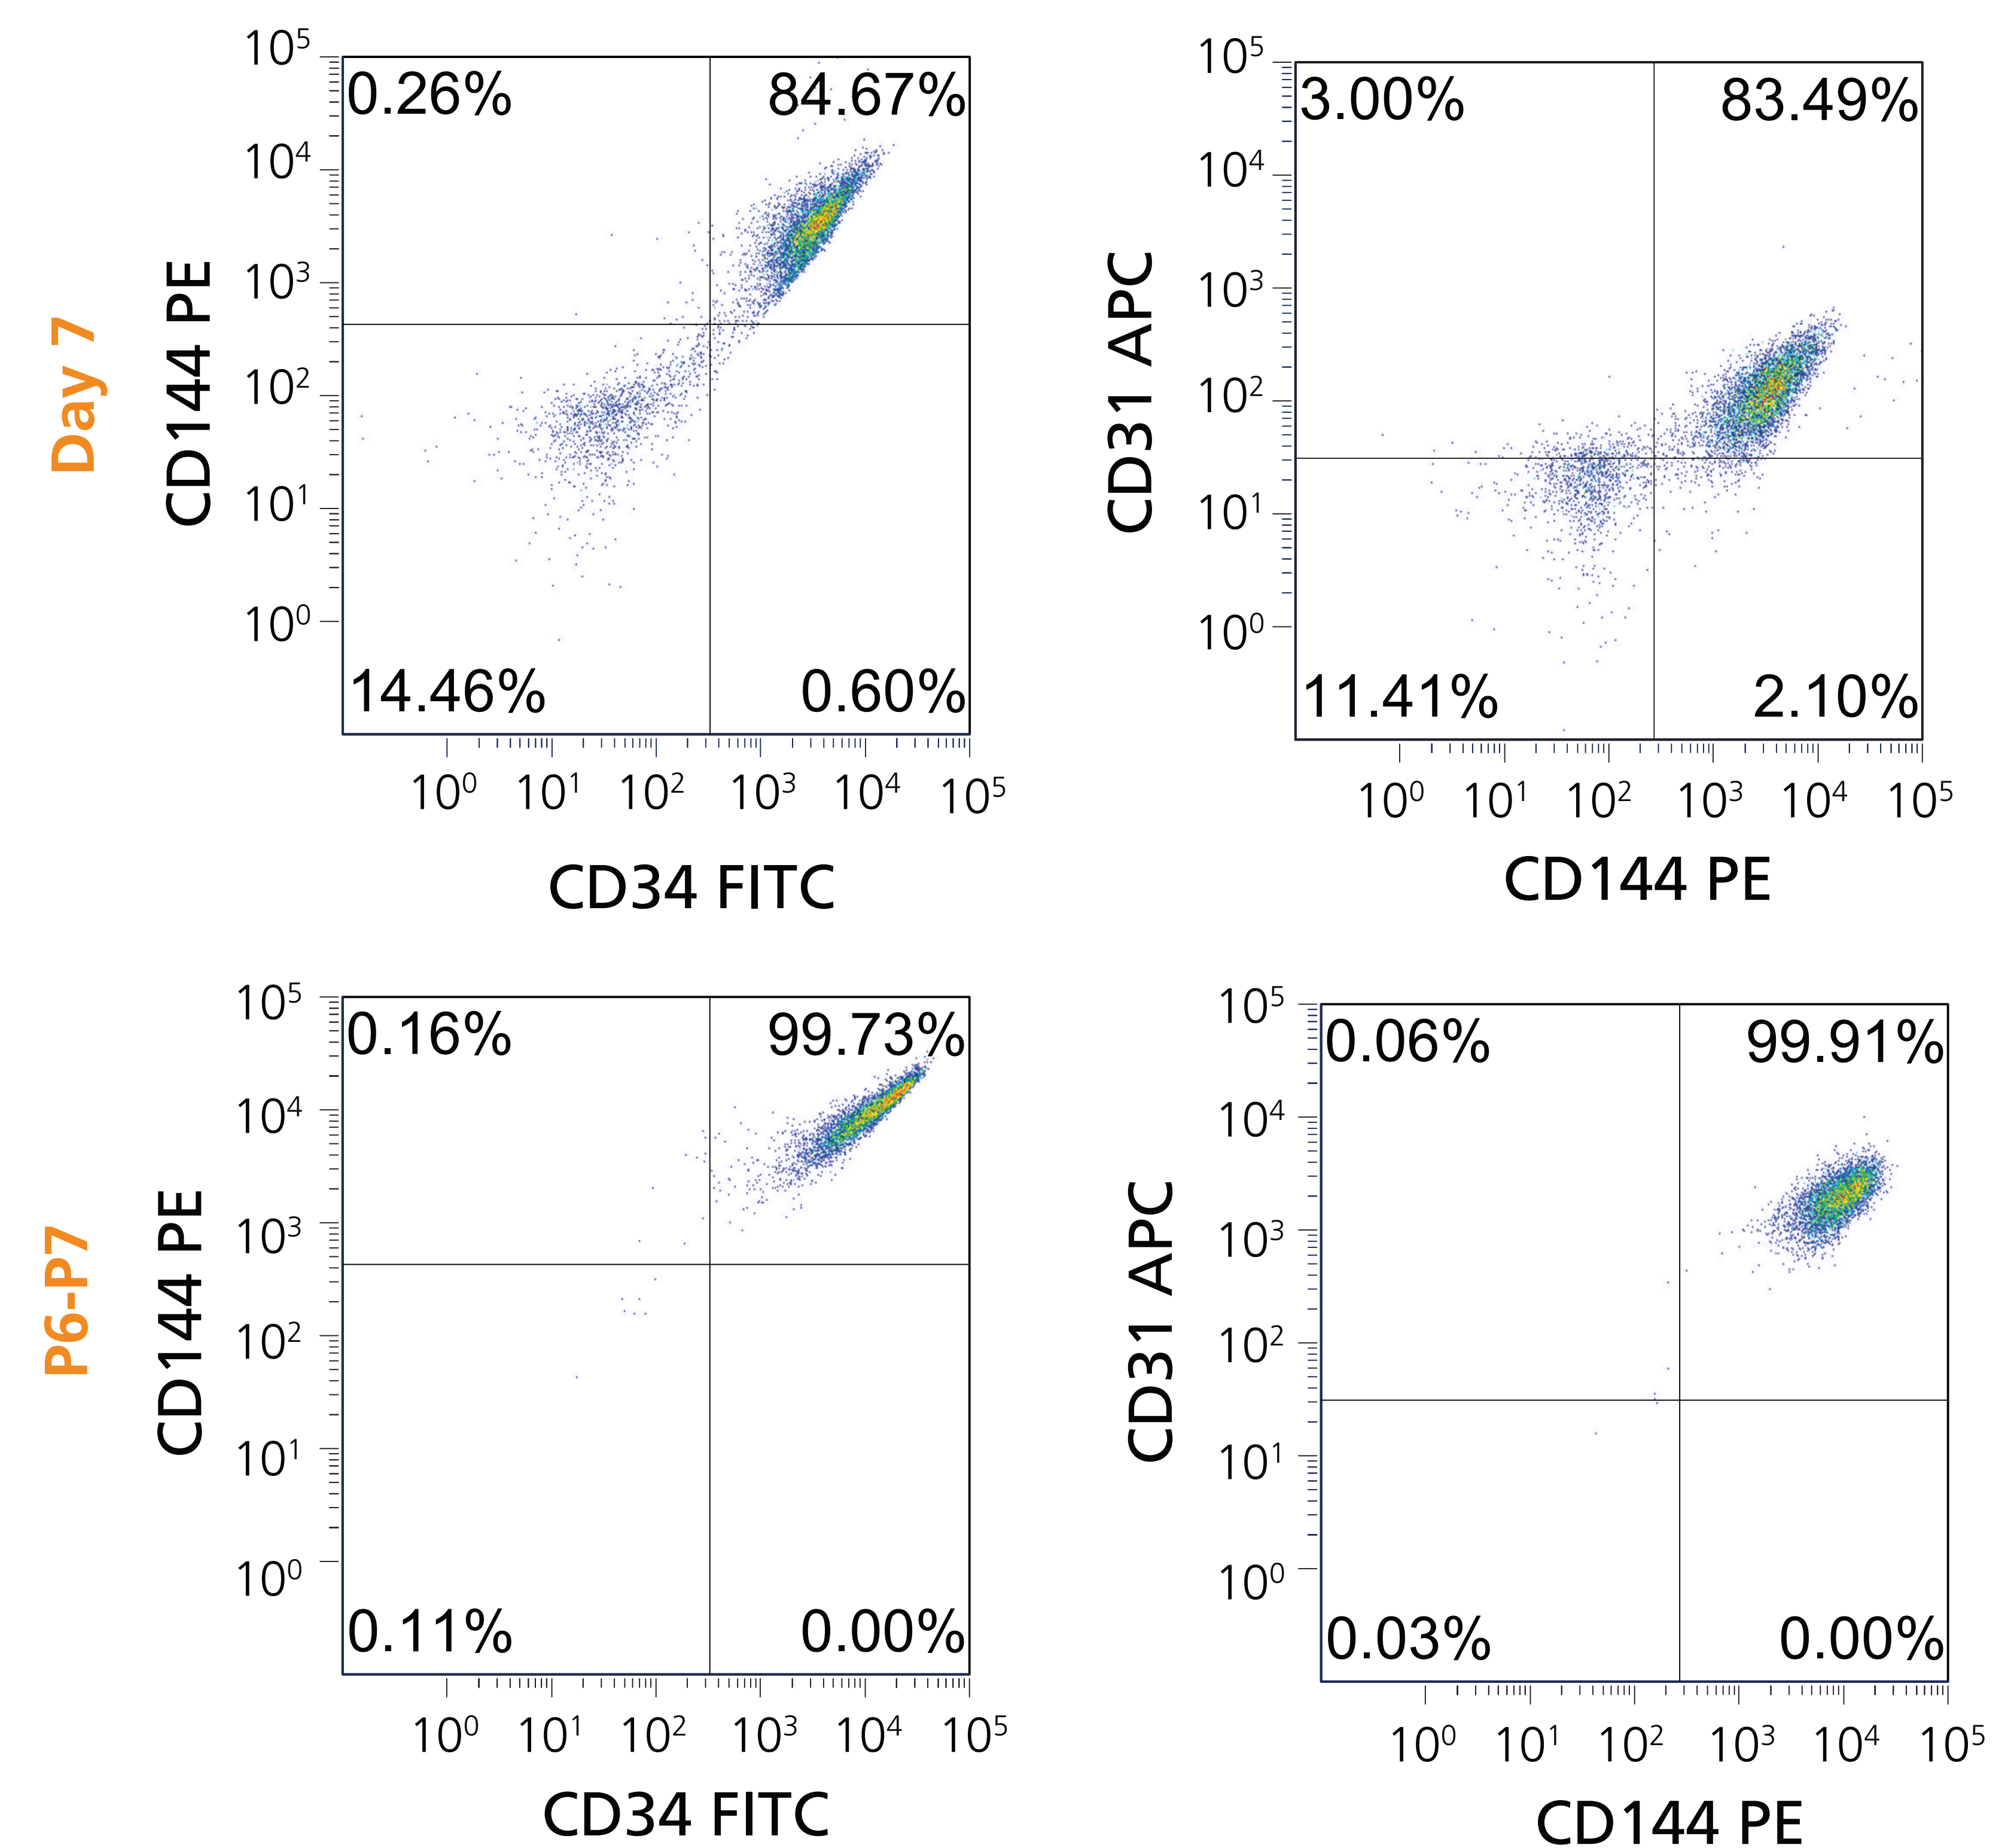 Day 7
CD144 PE
10⁵
10⁴
10³
10²
10¹
10⁰
0.26%
84.67%
14.46%
0.60%
10⁰ 10¹ 10² 10³ 10⁴ 10⁵
CD34 FITC
CD31 APC
10⁵
10⁴
10³
10²
10¹
10⁰
3.00%
83.49%
11.41%
2.10%
10⁰ 10¹ 10² 10³ 10⁴ 10⁵
CD144 PE
P6-P7
CD144 PE
10⁵
10⁴
10³
10²
10¹
10⁰
0.16%
99.73%
0.11%
0.00%
10⁰ 10¹ 10² 10³ 10⁴ 10⁵
CD34 FITC
CD31 APC
10⁵
10⁴
10³
10²
10¹
10⁰
0.06%
99.91%
0.03%
0.00%
10⁰ 10¹ 10² 10³ 10⁴ 10⁵
CD144 PE